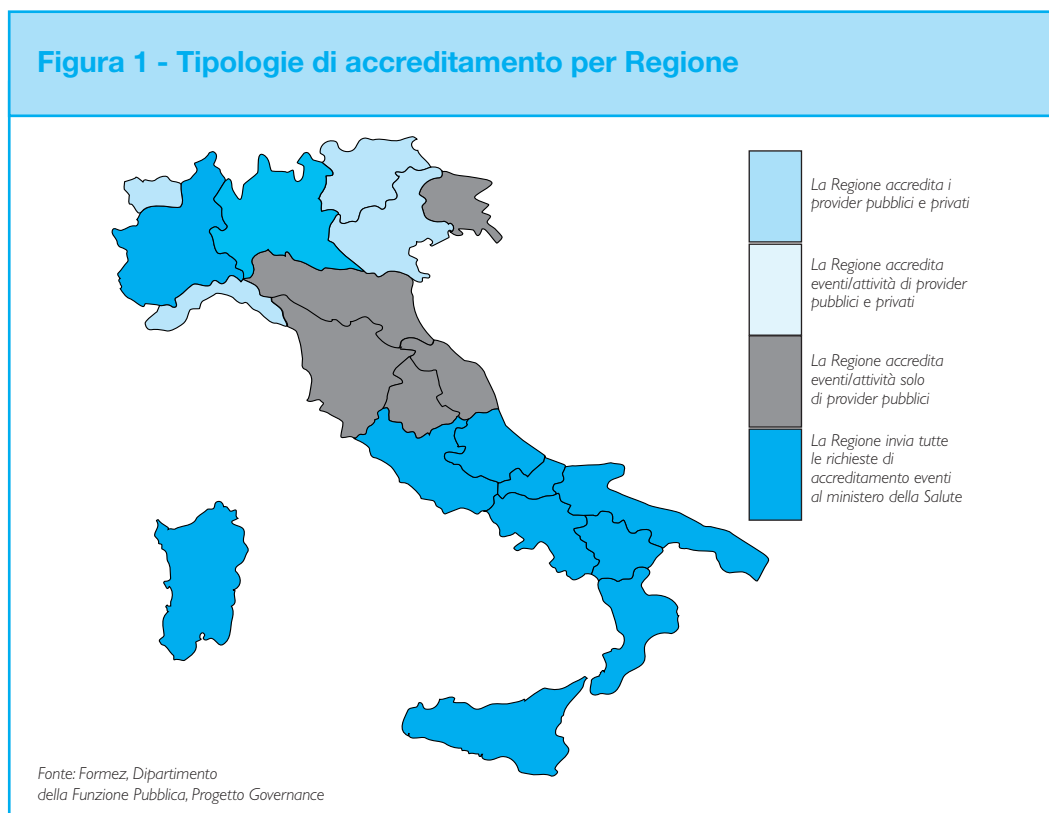 Figura 1 - Tipologie di accreditamento per Regione
La Regione accredita i
provider pubblici e privati
La Regione accredita
eventi/attività di provider
pubblici e privati
La Regione accredita
eventi/attività solo
di provider pubblici
La Regione invia tutte
le richieste di
accreditamento eventi
al ministero della Salute
Fonte: Formez, Dipartimento
della Funzione Pubblica, Progetto Governance